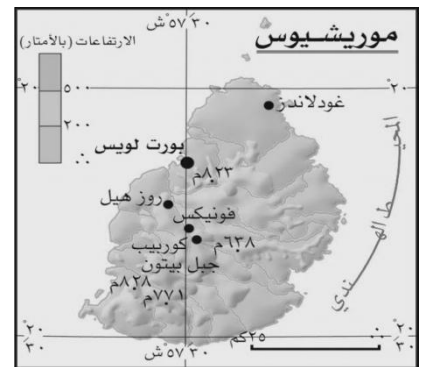 موريشيوس
٣٠ ٥٧° ش
الارتفاعات (بالأمتار)
٥٠٠
٢٠٠
٠
٢٠°
٢٠°
غودلاندز
بورت لويس
٨٢٣م
روز هيل
فونيكس
كوربيب
٦٣٨م
جبل بيتون
٨٢٨م
٧٧١م
المحيط الهندي
٢٠° ٣٠
٢٠° ٣٠
٣٠ ٥٧° ش
٢٥كم
٠